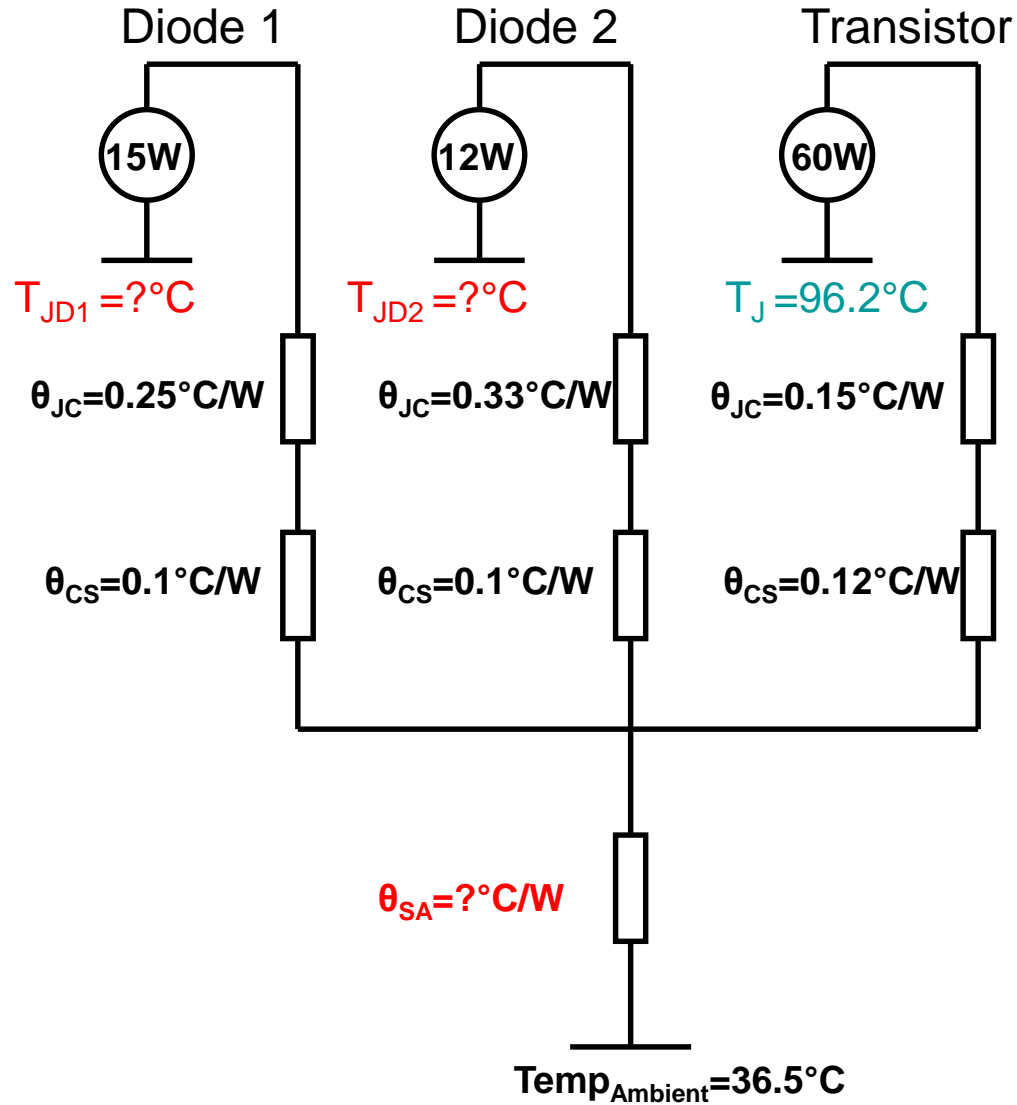 Diode 1 Diode 2 Transistor
15W 12W 60W
T_JD1 =?°C T_JD2 =?°C T_J =96.2°C
θ_JC=0.25°C/W θ_JC=0.33°C/W θ_JC=0.15°C/W
θ_CS=0.1°C/W θ_CS=0.1°C/W θ_CS=0.12°C/W
θ_SA=?°C/W
Temp_Ambient=36.5°C